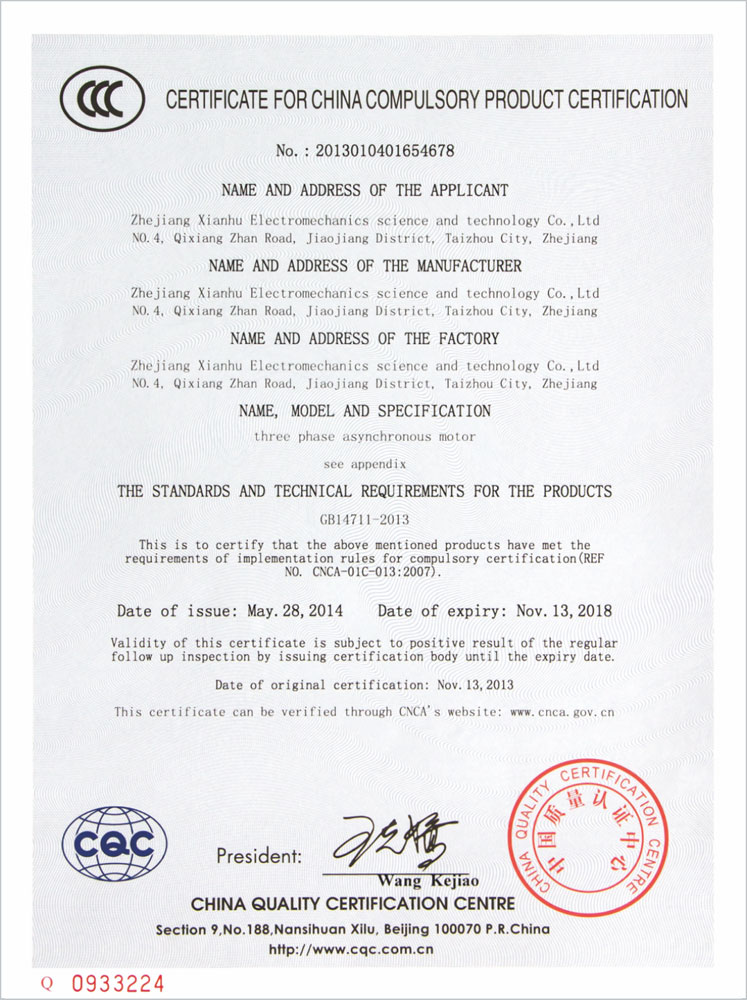 CCC
CERTIFICATE FOR CHINA COMPULSORY PRODUCT CERTIFICATION
No. : 2013010401654678
NAME AND ADDRESS OF THE APPLICANT
Zhejiang Xianhu Electromechanics science and technology Co.,Ltd
NO.4, Qixiang Zhan Road, Jiaojiang District, Taizhou City, Zhejiang
NAME AND ADDRESS OF THE MANUFACTURER
Zhejiang Xianhu Electromechanics science and technology Co.,Ltd
NO.4, Qixiang Zhan Road, Jiaojiang District, Taizhou City, Zhejiang
NAME AND ADDRESS OF THE FACTORY
Zhejiang Xianhu Electromechanics science and technology Co.,Ltd
NO.4, Qixiang Zhan Road, Jiaojiang District, Taizhou City, Zhejiang
NAME, MODEL AND SPECIFICATION
three phase asynchronous motor
see appendix
THE STANDARDS AND TECHNICAL REQUIREMENTS FOR THE PRODUCTS
GB14711-2013
This is to certify that the above mentioned products have met the
requirements of implementation rules for compulsory certification(REF
NO. CNCA-01C-013:2007).
Date of issue: May. 28, 2014 Date of expiry: Nov. 13, 2018
Validity of this certificate is subject to positive result of the regular
follow up inspection by issuing certification body until the expiry date.
Date of original certification: Nov. 13, 2013
This certificate can be verified through CNCA's website: www.cnca.gov.cn
CHINA QUALITY CERTIFICATION CENTRE
中国质量认证中心
CQC
President:
Wang Kejiao
CHINA QUALITY CERTIFICATION CENTRE
Section 9,No.188,Nansihuan Xilu, Beijing 100070 P.R.China
http://www.cqc.com.cn
Q 0933224